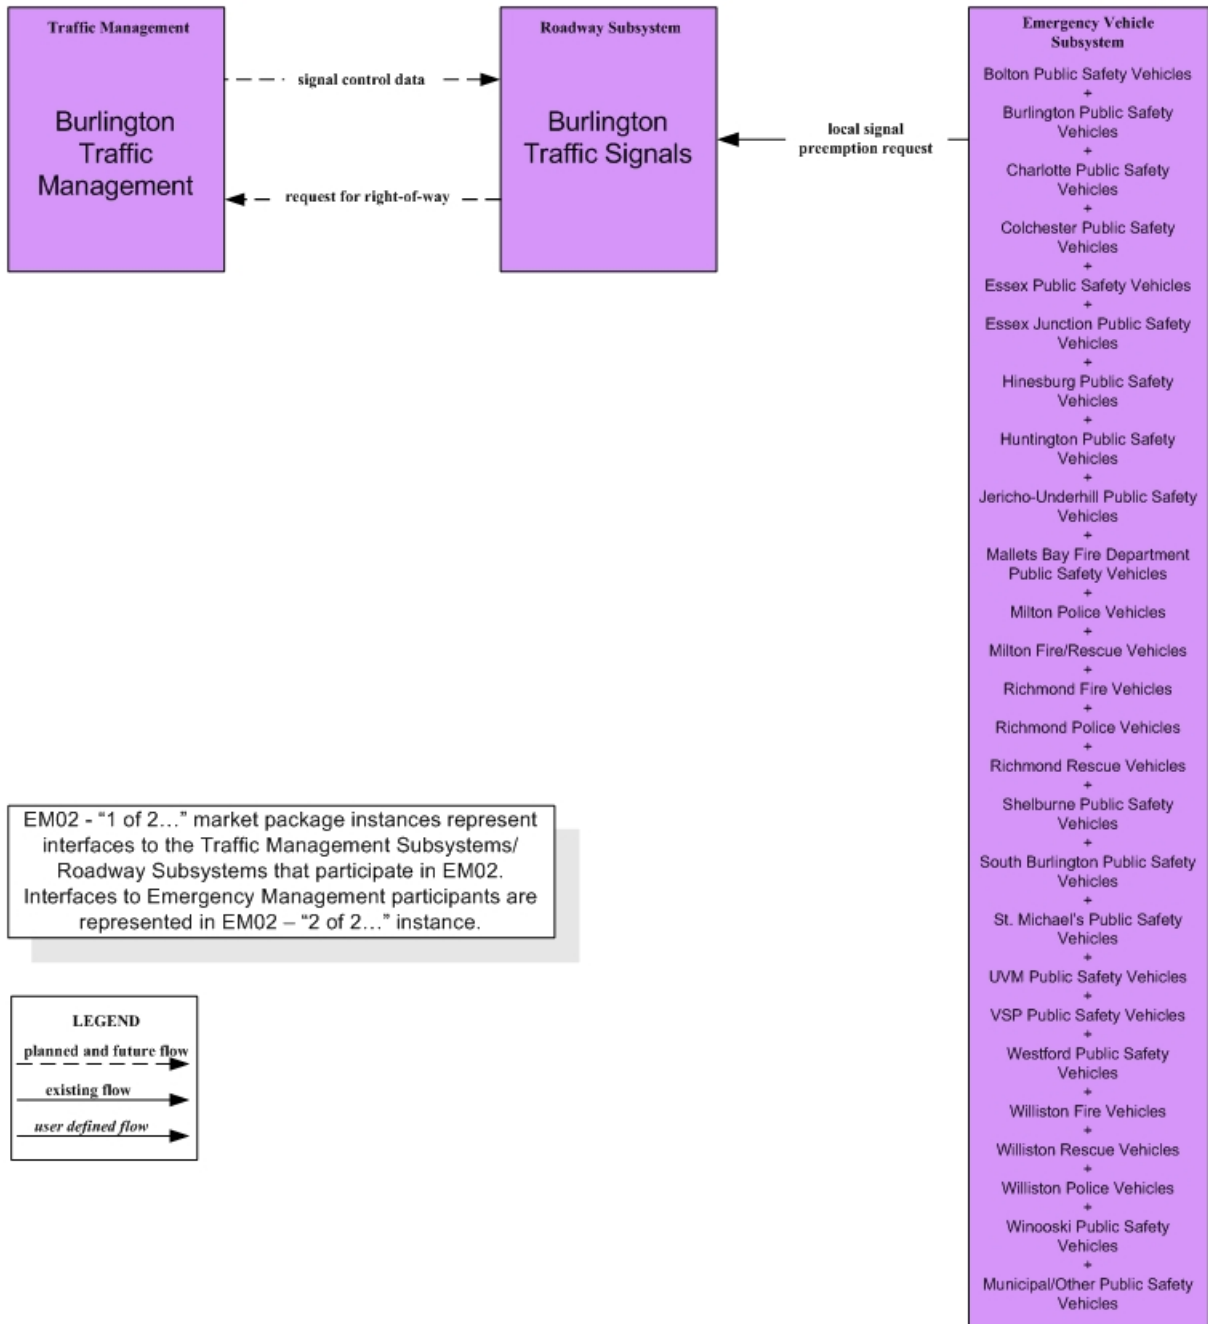 Traffic Management
Burlington
Traffic
Management
signal control data
request for right-of-way
Roadway Subsystem
Burlington
Traffic Signals
local signal
preemption request
Emergency Vehicle
Subsystem
Bolton Public Safety Vehicles
+
Burlington Public Safety
Vehicles
+
Charlotte Public Safety
Vehicles
+
Colchester Public Safety
Vehicles
+
Essex Public Safety Vehicles
+
Essex Junction Public Safety
Vehicles
+
Hinesburg Public Safety
Vehicles
+
Huntington Public Safety
Vehicles
+
Jericho-Underhill Public Safety
Vehicles
+
Mallets Bay Fire Department
Public Safety Vehicles
+
Milton Police Vehicles
+
Milton Fire/Rescue Vehicles
+
Richmond Fire Vehicles
+
Richmond Police Vehicles
+
Richmond Rescue Vehicles
+
Shelburne Public Safety
Vehicles
+
South Burlington Public Safety
Vehicles
+
St. Michael's Public Safety
Vehicles
+
UVM Public Safety Vehicles
+
VSP Public Safety Vehicles
+
Westford Public Safety
Vehicles
+
Williston Fire Vehicles
+
Williston Rescue Vehicles
+
Williston Police Vehicles
+
Winooski Public Safety
Vehicles
+
Municipal/Other Public Safety
Vehicles
EM02 - “1 of 2…” market package instances represent
interfaces to the Traffic Management Subsystems/
Roadway Subsystems that participate in EM02.
Interfaces to Emergency Management participants are
represented in EM02 – “2 of 2…” instance.
LEGEND
planned and future flow
existing flow
user defined flow